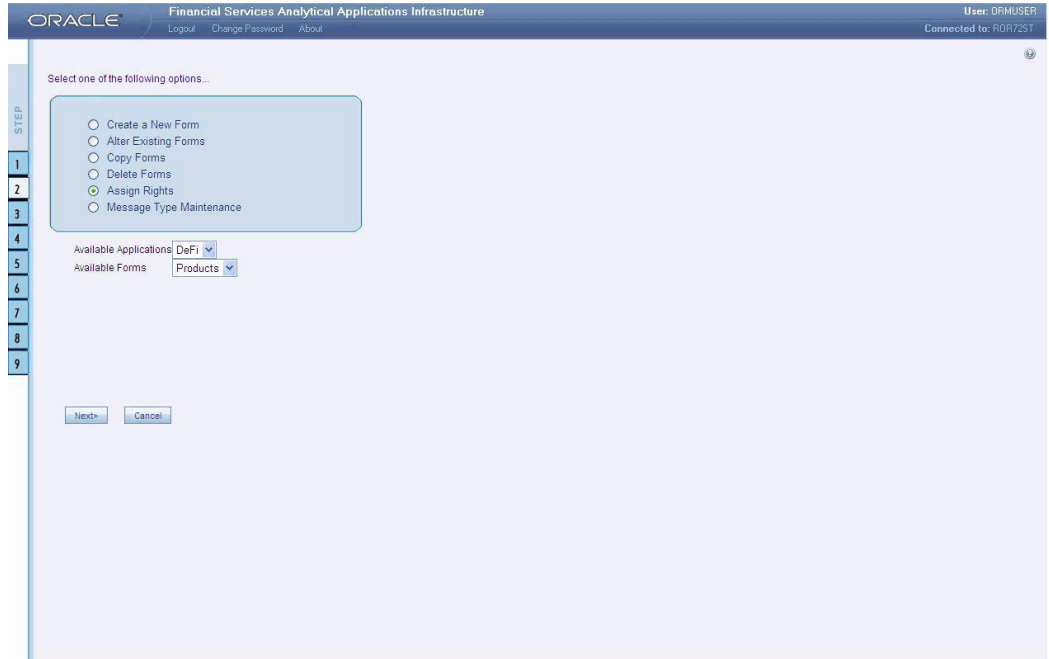 ORACLE
Financial Services Analytical Applications Infrastructure
User: ORMUSER
Logout Change Password About
Connected to: ROR72ST
Select one of the following options...
STEP
Create a New Form
Alter Existing Forms
Copy Forms
Delete Forms
Assign Rights
Message Type Maintenance
1
2
3
4
5
6
7
8
9
Available Applications DeFi
Available Forms Products
Next> Cancel